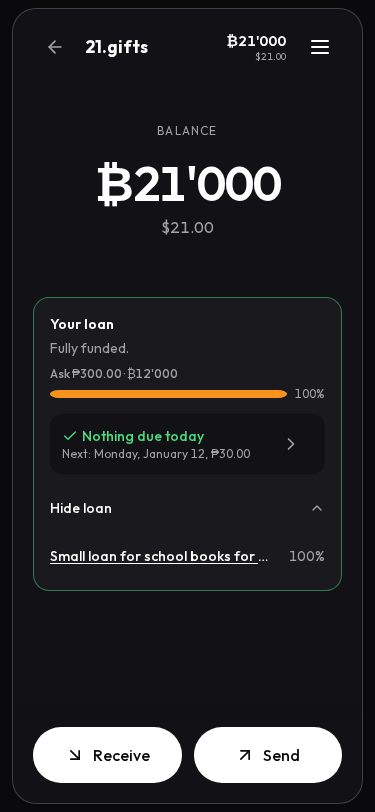 21.gifts
₿21'000
$21.00
BALANCE
₿21'000
$21.00
Your loan
Fully funded.
Ask ₱300.00 · ₿12'000
100%
Nothing due today
Next: Monday, January 12, ₱30.00
Hide loan
Small loan for school books for ...
100%
Receive
Send